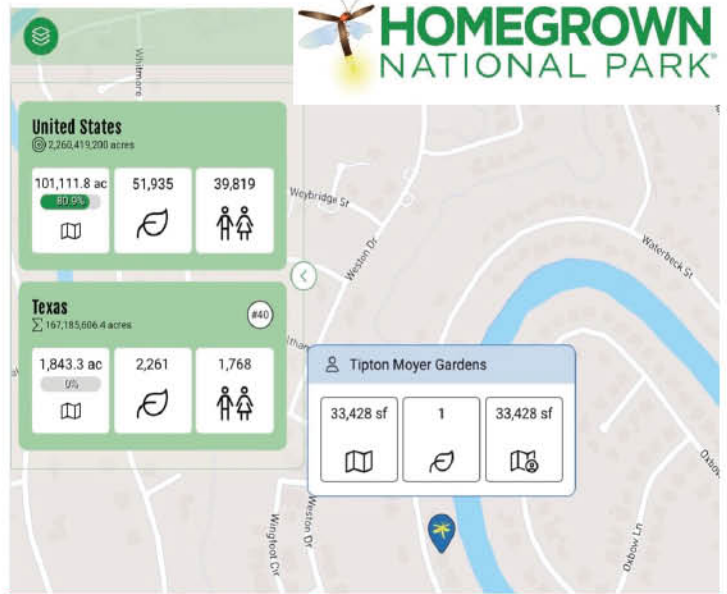 HOMEGROWN
NATIONAL PARK®
Whitmore
United States
2,260,419,200 acres
101,111.8 ac
80.9%
51,935
39,819
Weybridge St
Weston Dr
Waterbeck St
Texas
#40
167,185,606.4 acres
1,843.3 ac
0%
2,261
1,768
Tipton Moyer Gardens
33,428 sf
1
33,428 sf
Wingfoot Cir
Weston Dr
Oxbow Ln